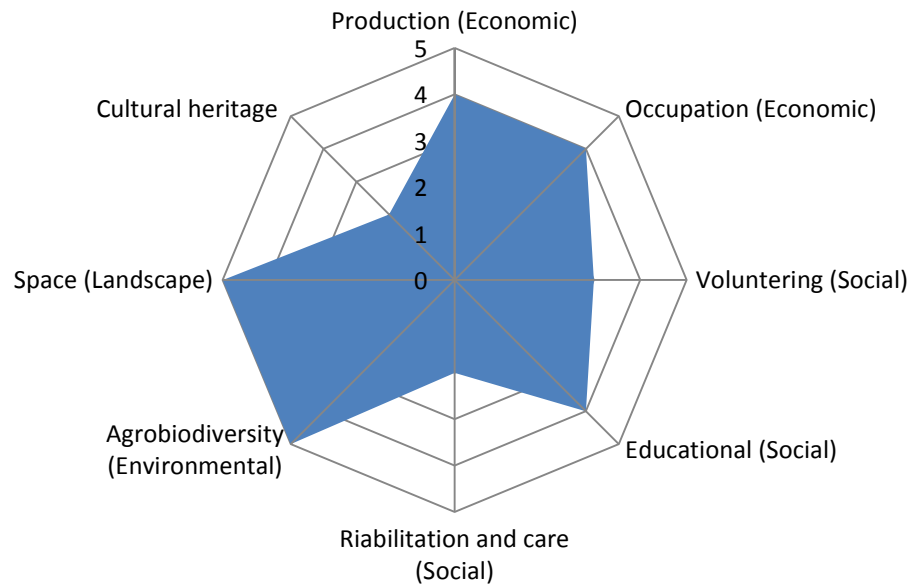 Production (Economic)
5
4
3
2
1
0
Occupation (Economic)
Voluntering (Social)
Educational (Social)
Riabilitation and care
(Social)
Agrobiodiversity
(Environmental)
Space (Landscape)
Cultural heritage